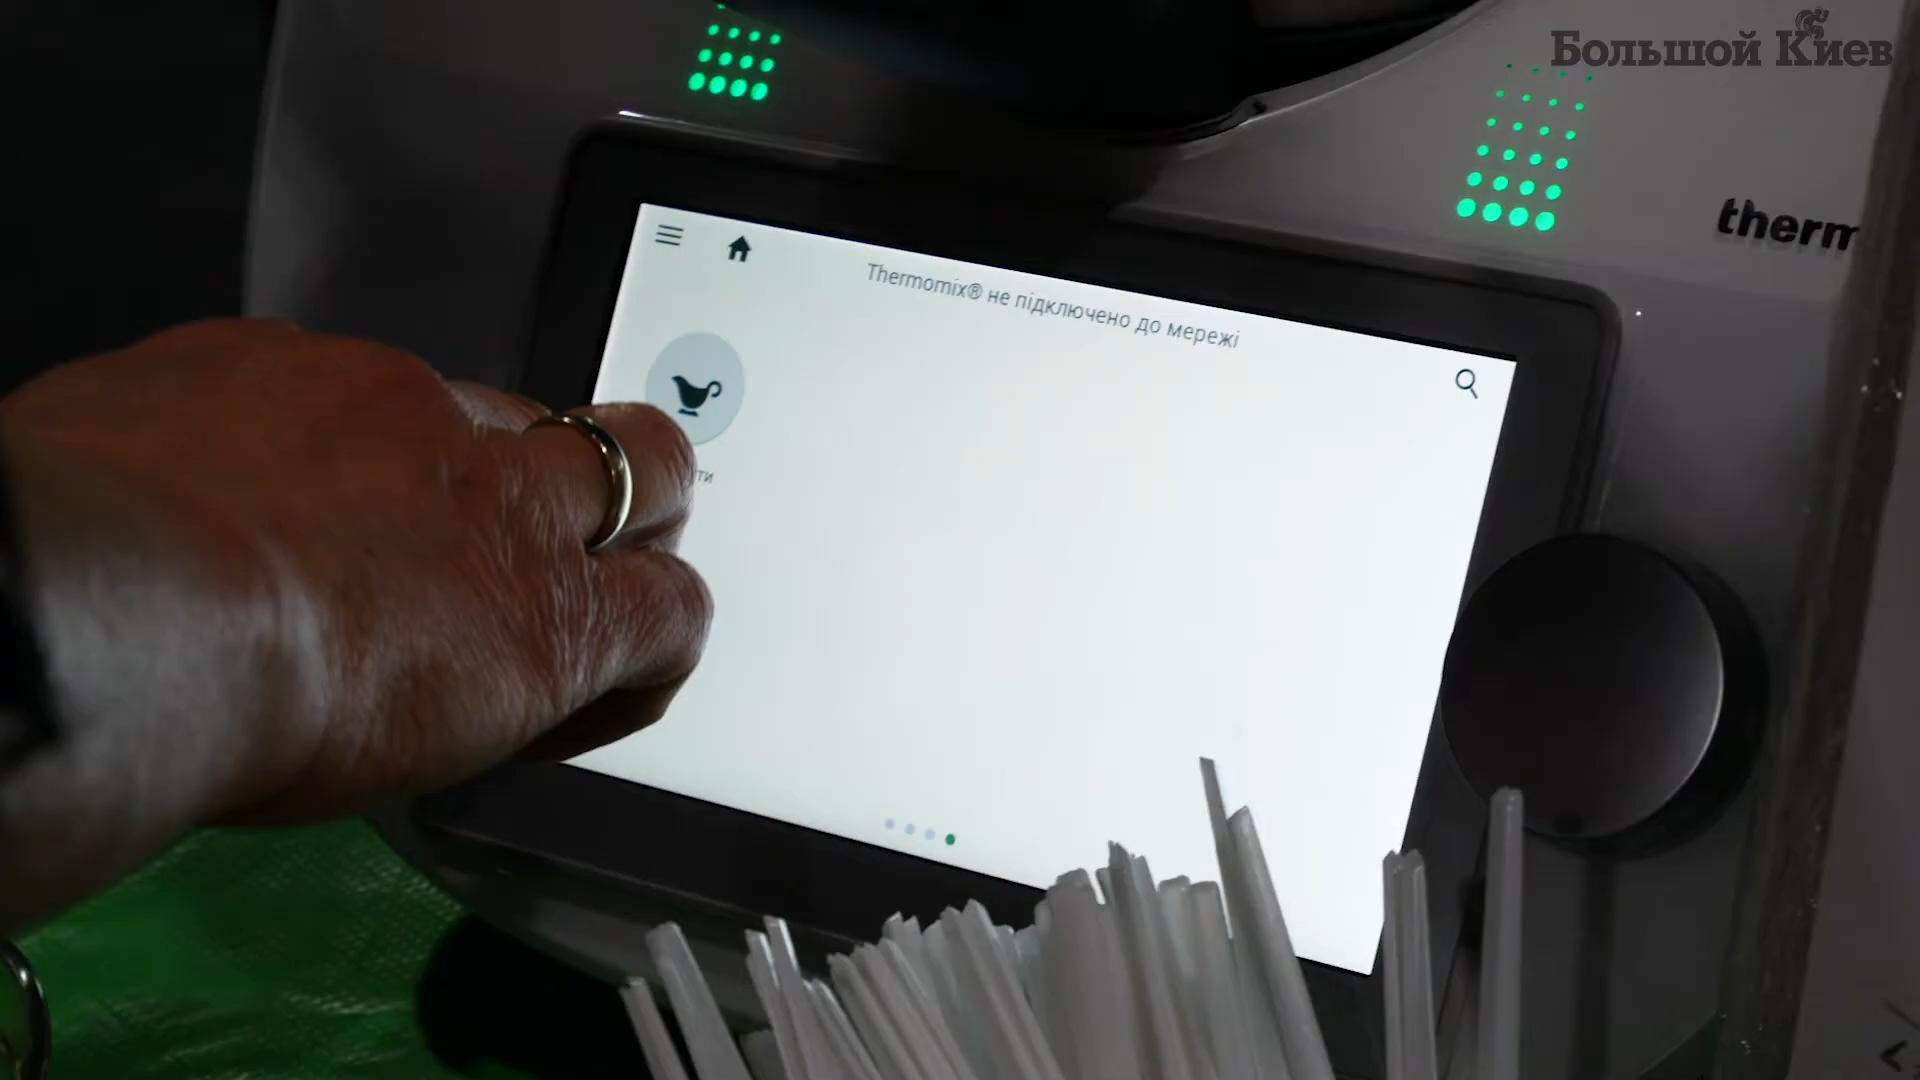 Большой Киев
therm
Thermomix® не підключено до мережі